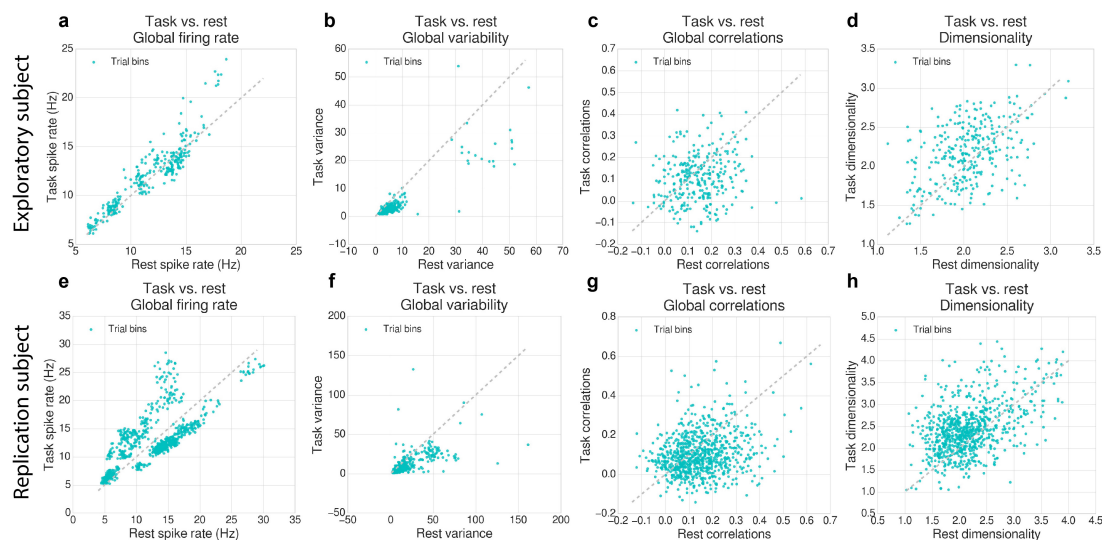 Exploratory subject
a
Task vs. rest
Global firing rate
Trial bins
Task spike rate (Hz)
25
20
15
10
5
5
10
15
20
25
Rest spike rate (Hz)
b
Task vs. rest
Global variability
Trial bins
Task variance
60
50
40
30
20
10
0
−10
−10
0
10
20
30
40
50
60
70
Rest variance
c
Task vs. rest
Global correlations
Trial bins
Task correlations
0.7
0.6
0.5
0.4
0.3
0.2
0.1
0.0
−0.1
−0.2
−0.2
−0.1
0.0
0.1
0.2
0.3
0.4
0.5
0.6
0.7
Rest correlations
d
Task vs. rest
Dimensionality
Trial bins
Task dimensionality
3.5
3.0
2.5
2.0
1.5
1.0
1.0
1.5
2.0
2.5
3.0
3.5
Rest dimensionality
Replication subject
e
Task vs. rest
Global firing rate
Trial bins
Task spike rate (Hz)
35
30
25
20
15
10
5
0
0
5
10
15
20
25
30
35
Rest spike rate (Hz)
f
Task vs. rest
Global variability
Trial bins
Task variance
200
150
100
50
0
−50
−50
0
50
100
150
200
Rest variance
g
Task vs. rest
Global correlations
Trial bins
Task correlations
0.8
0.6
0.4
0.2
0.0
−0.2
−0.2
−0.1
0.0
0.1
0.2
0.3
0.4
0.5
0.6
0.7
Rest correlations
h
Task vs. rest
Dimensionality
Trial bins
Task dimensionality
5.0
4.5
4.0
3.5
3.0
2.5
2.0
1.5
1.0
0.5
1.0
1.5
2.0
2.5
3.0
3.5
4.0
4.5
Rest dimensionality